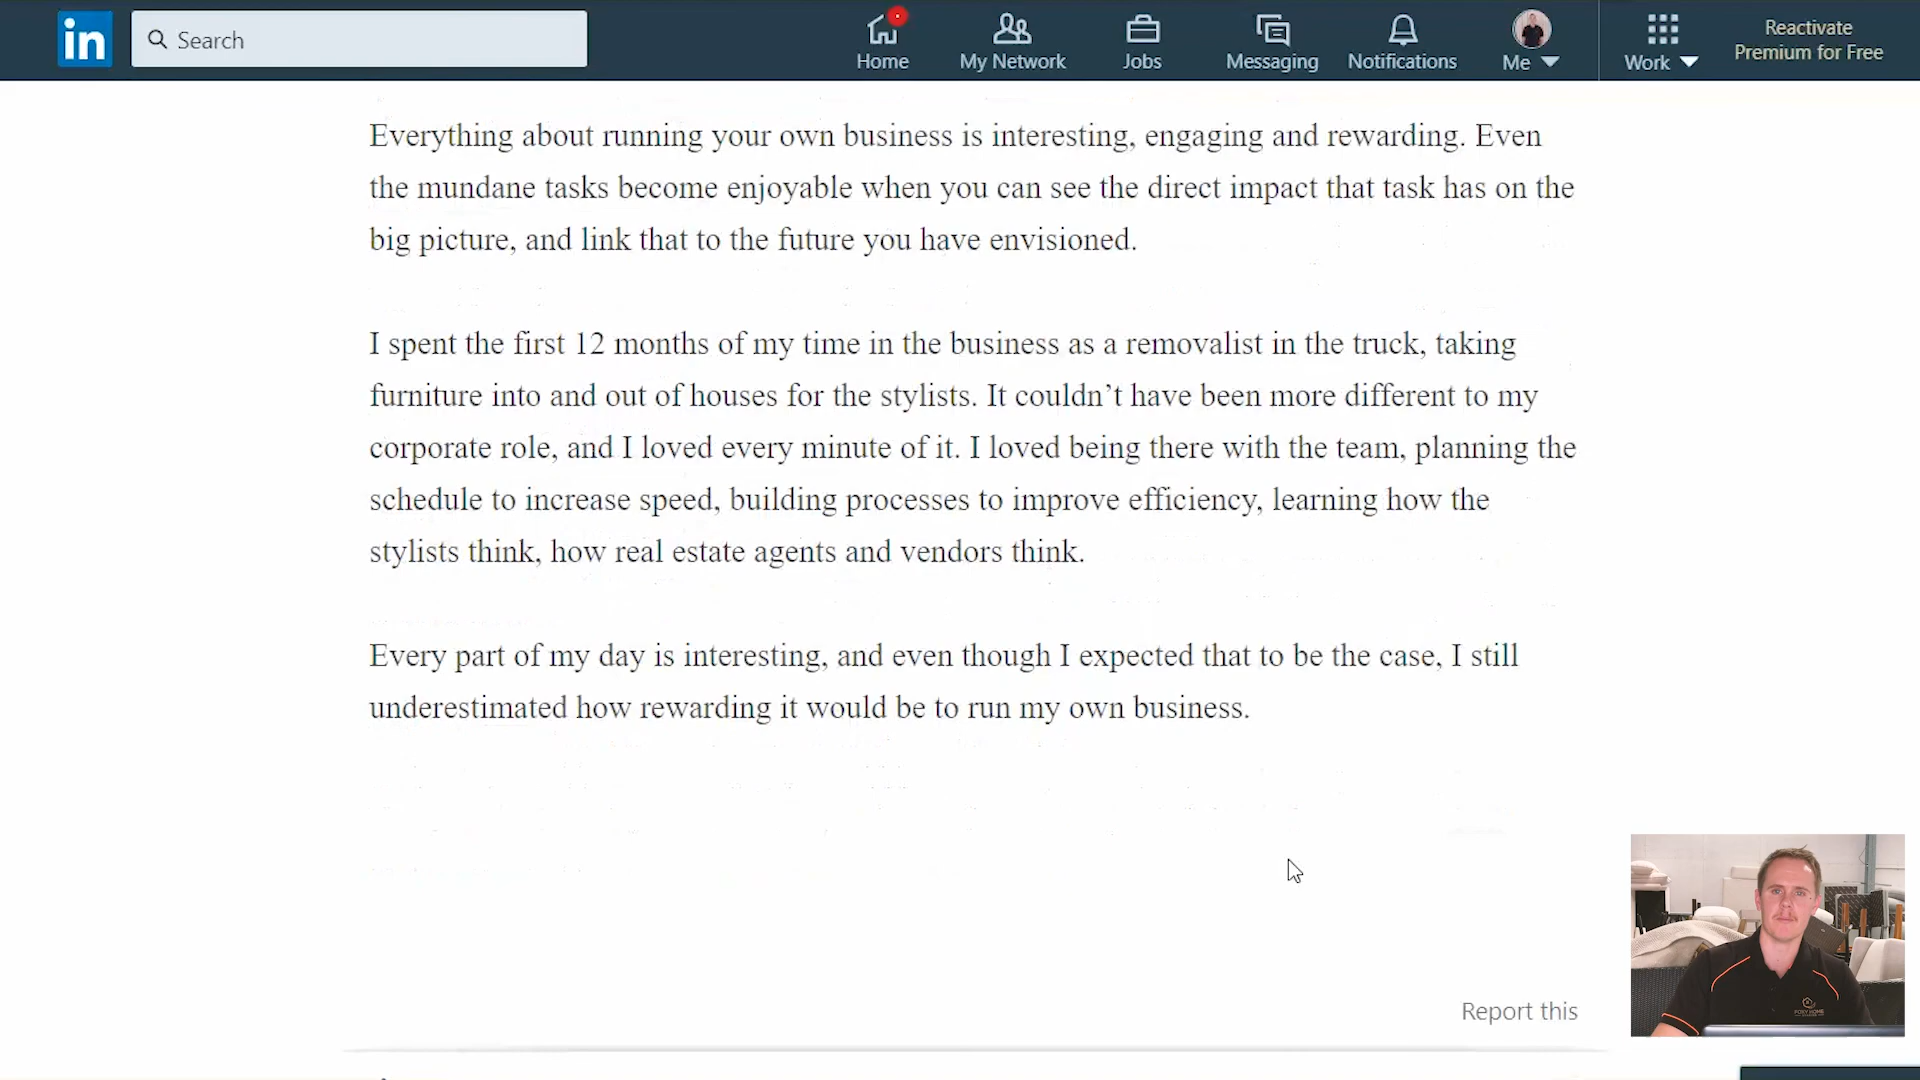 in
Search
Home
My Network
Jobs
Messaging
Notifications
Me
Work
Reactivate
Premium for Free
Everything about running your own business is interesting, engaging and rewarding. Even
the mundane tasks become enjoyable when you can see the direct impact that task has on the
big picture, and link that to the future you have envisioned.
I spent the first 12 months of my time in the business as a removalist in the truck, taking
furniture into and out of houses for the stylists. It couldn’t have been more different to my
corporate role, and I loved every minute of it. I loved being there with the team, planning the
schedule to increase speed, building processes to improve efficiency, learning how the
stylists think, how real estate agents and vendors think.
Every part of my day is interesting, and even though I expected that to be the case, I still
underestimated how rewarding it would be to run my own business.
Report this